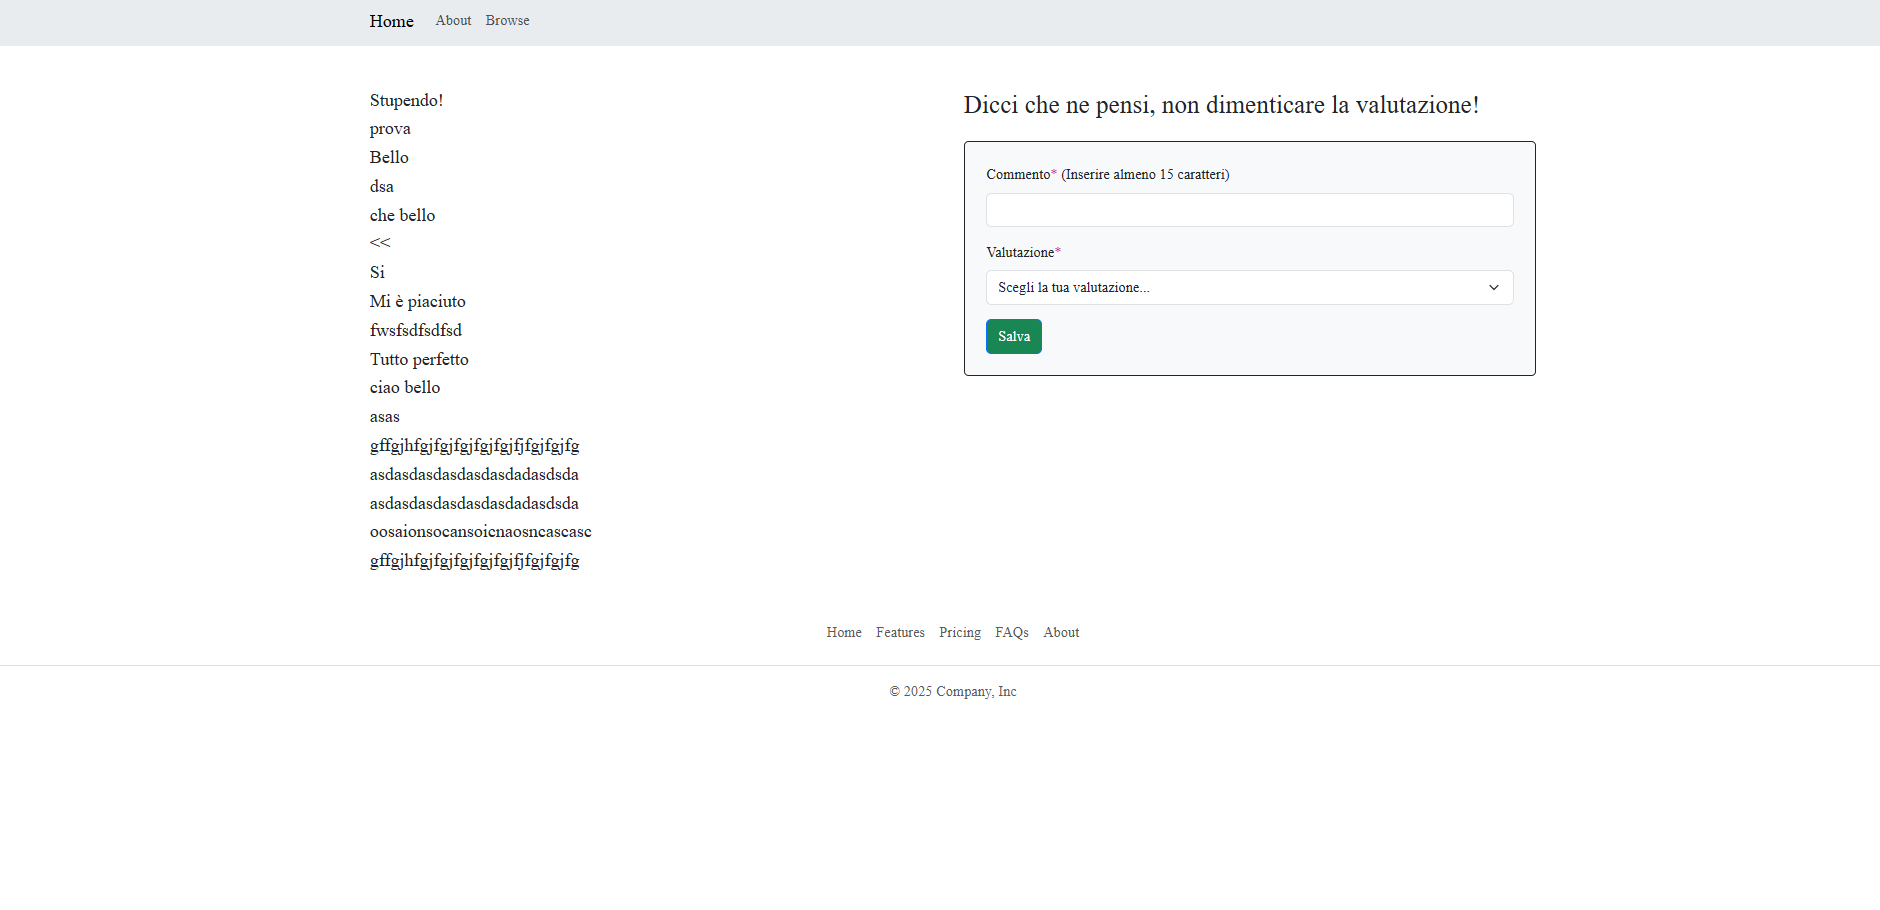 Home About Browse
Stupendo!
prova
Bello
dsa
che bello
<<
Si
Mi è piaciuto
fwsfsdfsdfsd
Tutto perfetto
ciao bello
asas
gffgjhfgjfgjfgjfgjfgjfjfgjfgjfg
asdasdasdasdasdasdadasdsda
asdasdasdasdasdasdadasdsda
oosaionsocansoicnaosncascasc
gffgjhfgjfgjfgjfgjfgjfjfgjfgjfg
Dicci che ne pensi, non dimenticare la valutazione!
Commento* (Inserire almeno 15 caratteri)
Valutazione*
Scegli la tua valutazione...
Salva
Home Features Pricing FAQs About
© 2025 Company, Inc